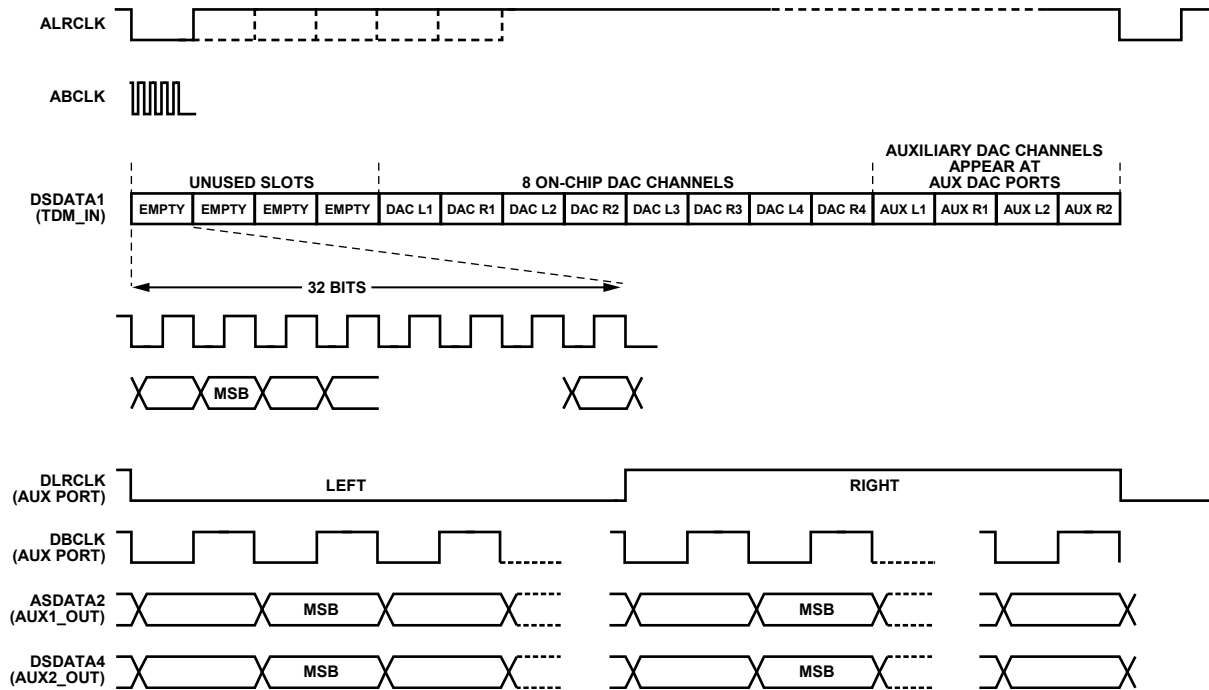 ALRCLK
ABCLK
AUXILIARY DAC CHANNELS
APPEAR AT
AUX DAC PORTS
UNUSED SLOTS
8 ON-CHIP DAC CHANNELS
DSDATA1
(TDM_IN)
EMPTY EMPTY EMPTY EMPTY DAC L1 DAC R1 DAC L2 DAC R2 DAC L3 DAC R3 DAC L4 DAC R4 AUX L1 AUX R1 AUX L2 AUX R2
32 BITS
MSB
DLRCLK
(AUX PORT)
LEFT RIGHT
DBCLK
(AUX PORT)
ASDATA2
(AUX1_OUT)
MSB MSB
DSDATA4
(AUX2_OUT)
MSB MSB